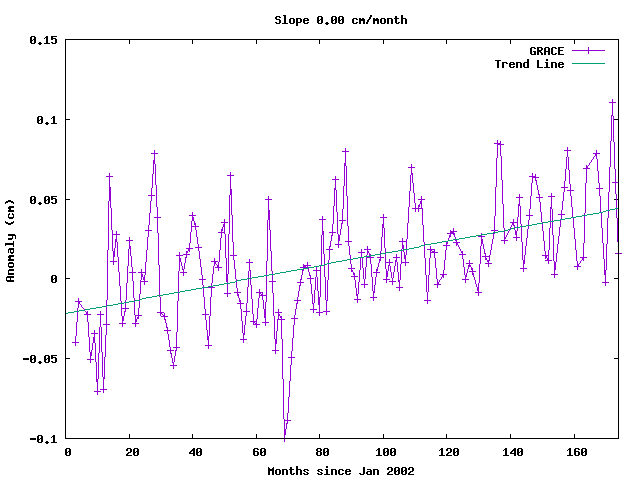 Slope 0.00 cm/month
GRACE
Trend Line
0.15
0.1
0.05
0
-0.05
-0.1
Anomaly (cm)
0 20 40 60 80 100 120 140 160
Months since Jan 2002